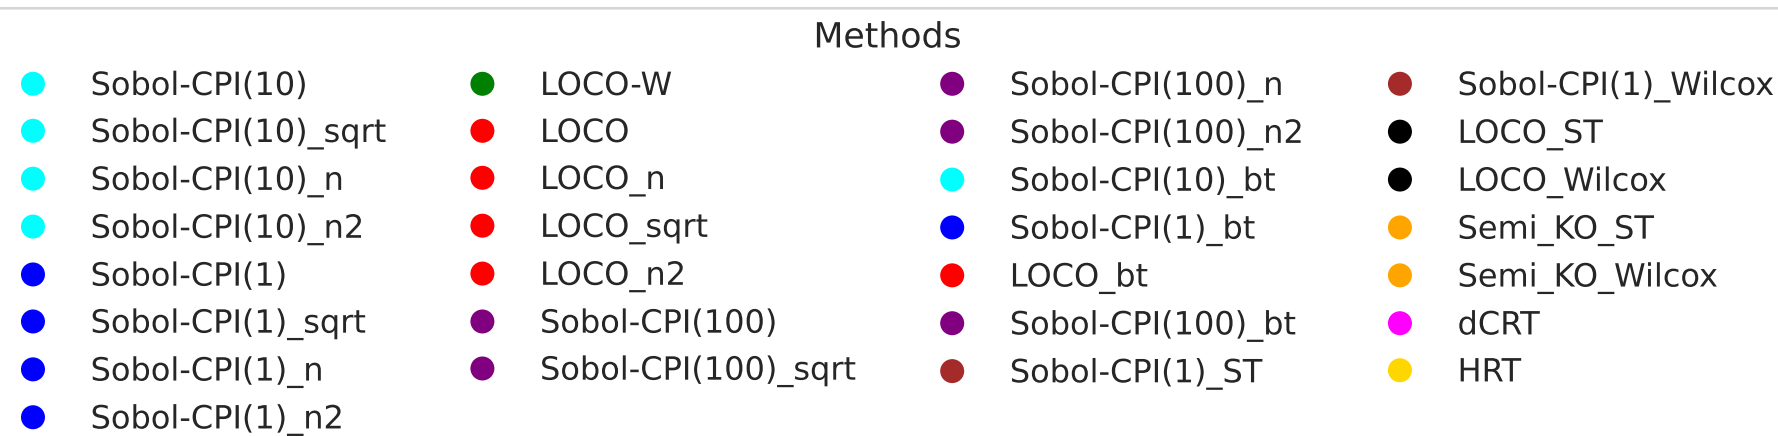 Methods
Sobol-CPI(10)
Sobol-CPI(10)_sqrt
Sobol-CPI(10)_n
Sobol-CPI(10)_n2
Sobol-CPI(1)
Sobol-CPI(1)_sqrt
Sobol-CPI(1)_n
Sobol-CPI(1)_n2
LOCO-W
LOCO
LOCO_n
LOCO_sqrt
LOCO_n2
Sobol-CPI(100)
Sobol-CPI(100)_sqrt
Sobol-CPI(100)_n
Sobol-CPI(100)_n2
Sobol-CPI(10)_bt
Sobol-CPI(1)_bt
LOCO_bt
Sobol-CPI(100)_bt
Sobol-CPI(1)_ST
Sobol-CPI(1)_Wilcox
LOCO_ST
LOCO_Wilcox
Semi_KO_ST
Semi_KO_Wilcox
dCRT
HRT